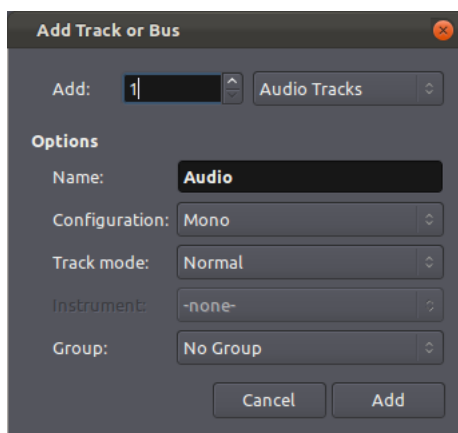 Add Track or Bus
Add: 1 Audio Tracks
Options
Name: Audio
Configuration: Mono
Track mode: Normal
Instrument: -none-
Group: No Group
Cancel Add